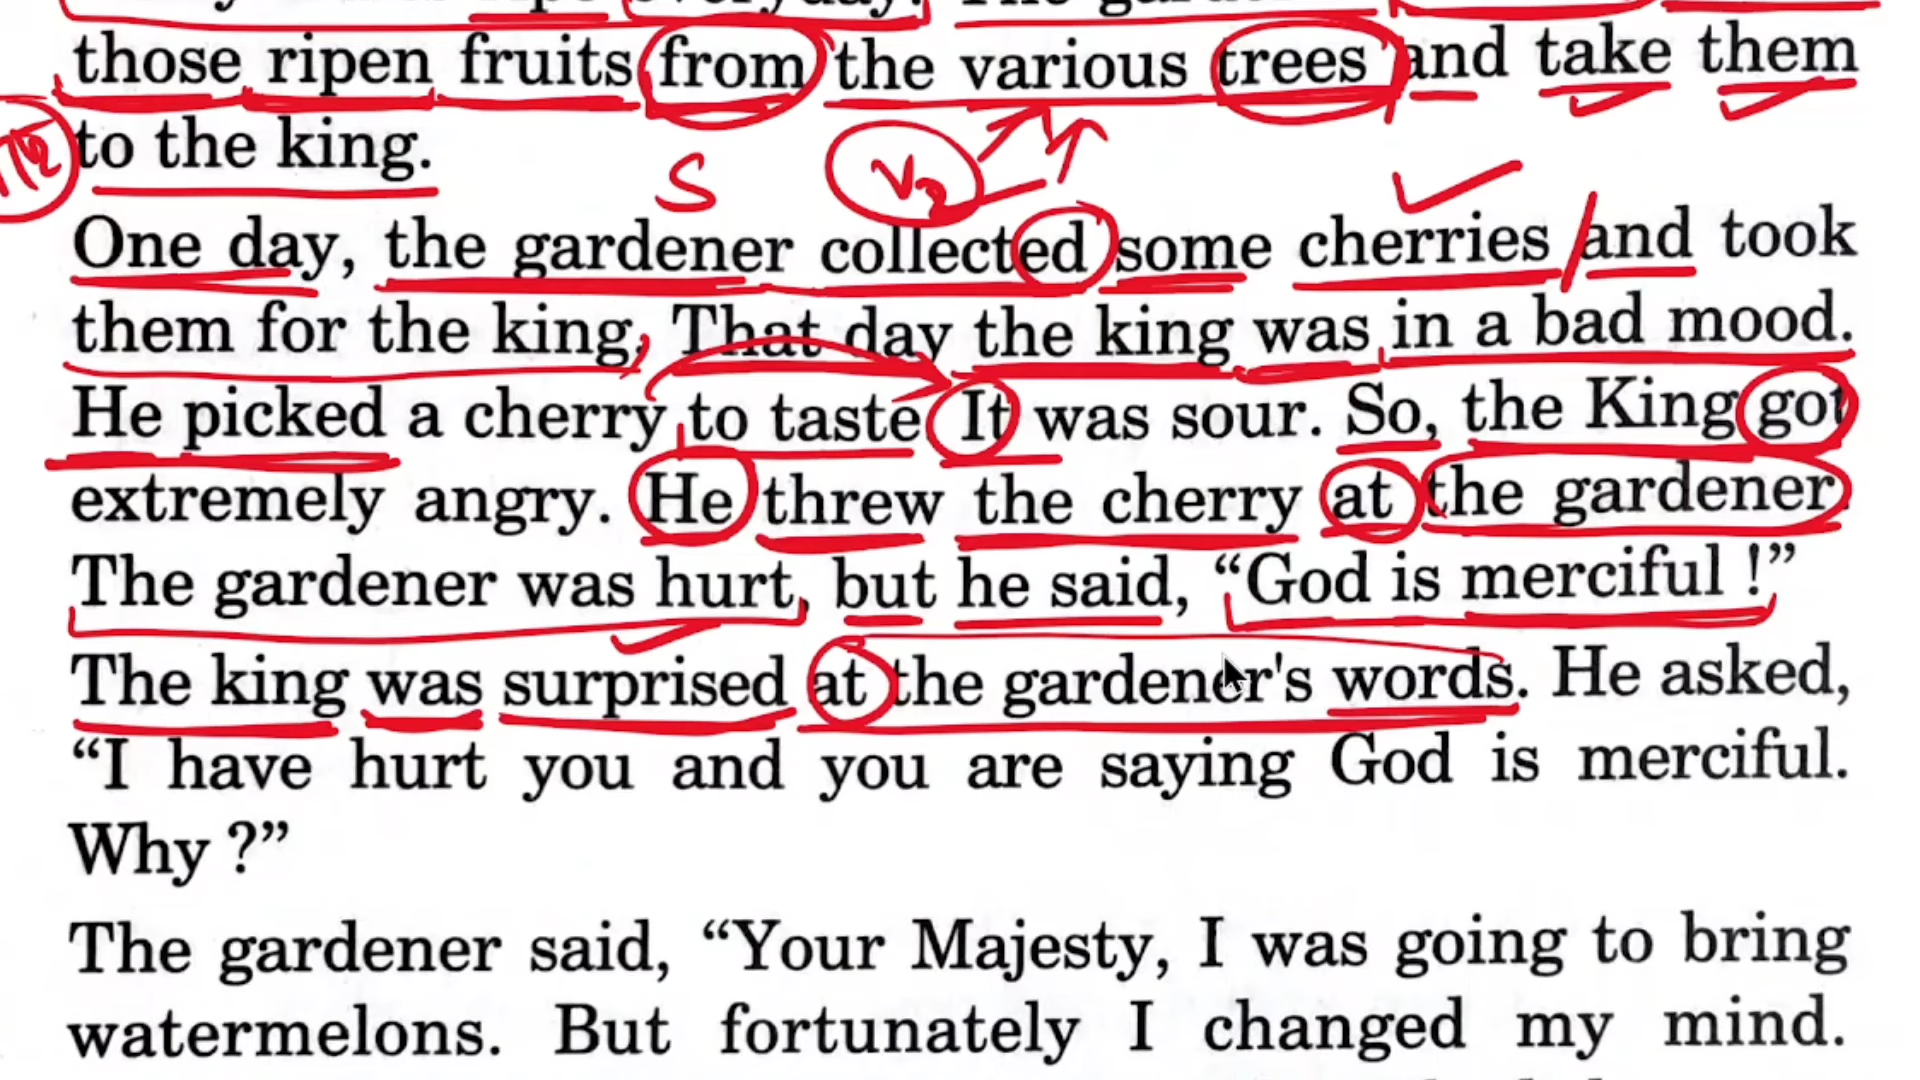 those ripen fruits from the various trees and take them
to the king.
S V2
One day, the gardener collected some cherries and took
them for the king, That day the king was in a bad mood.
He picked a cherry to taste It was sour. So, the King got
extremely angry. He threw the cherry at the gardener
The gardener was hurt, but he said, “God is merciful !”
The king was surprised at the gardener's words. He asked,
“I have hurt you and you are saying God is merciful.
Why ?”
The gardener said, “Your Majesty, I was going to bring
watermelons. But fortunately I changed my mind.